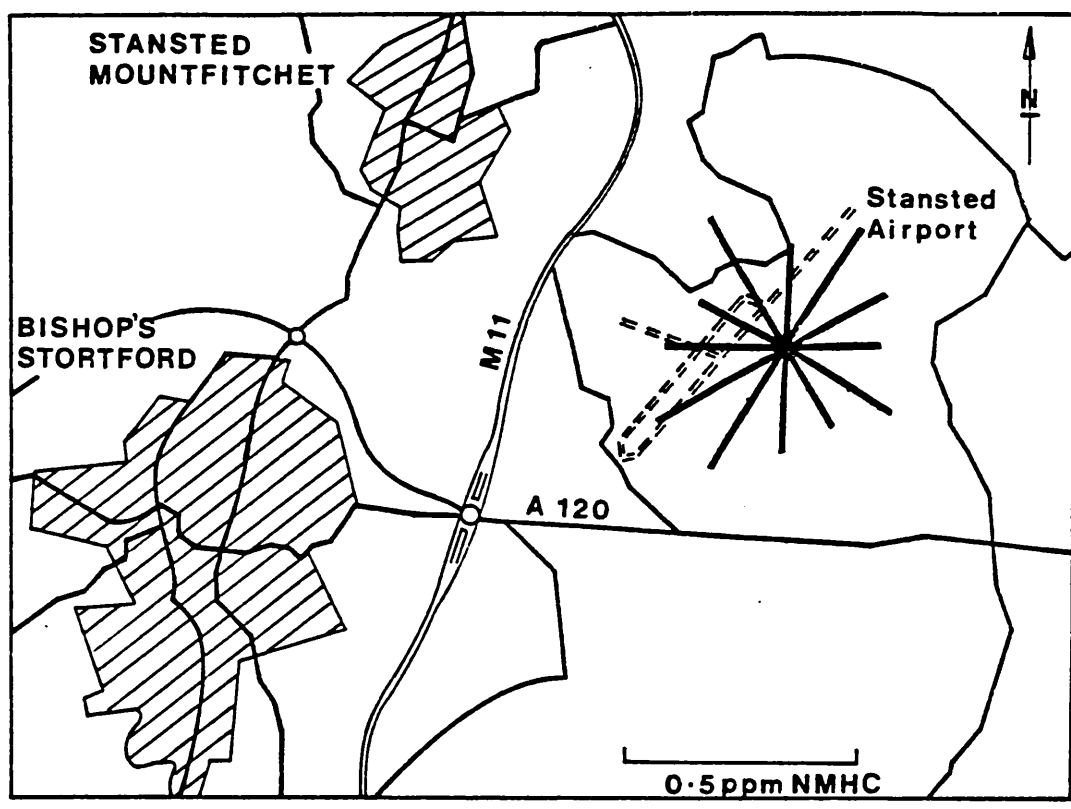 STANSTED
MOUNTFITCHET
N
Stansted
Airport
BISHOP'S
STORTFORD
M11
A 120
0·5ppm NMHC